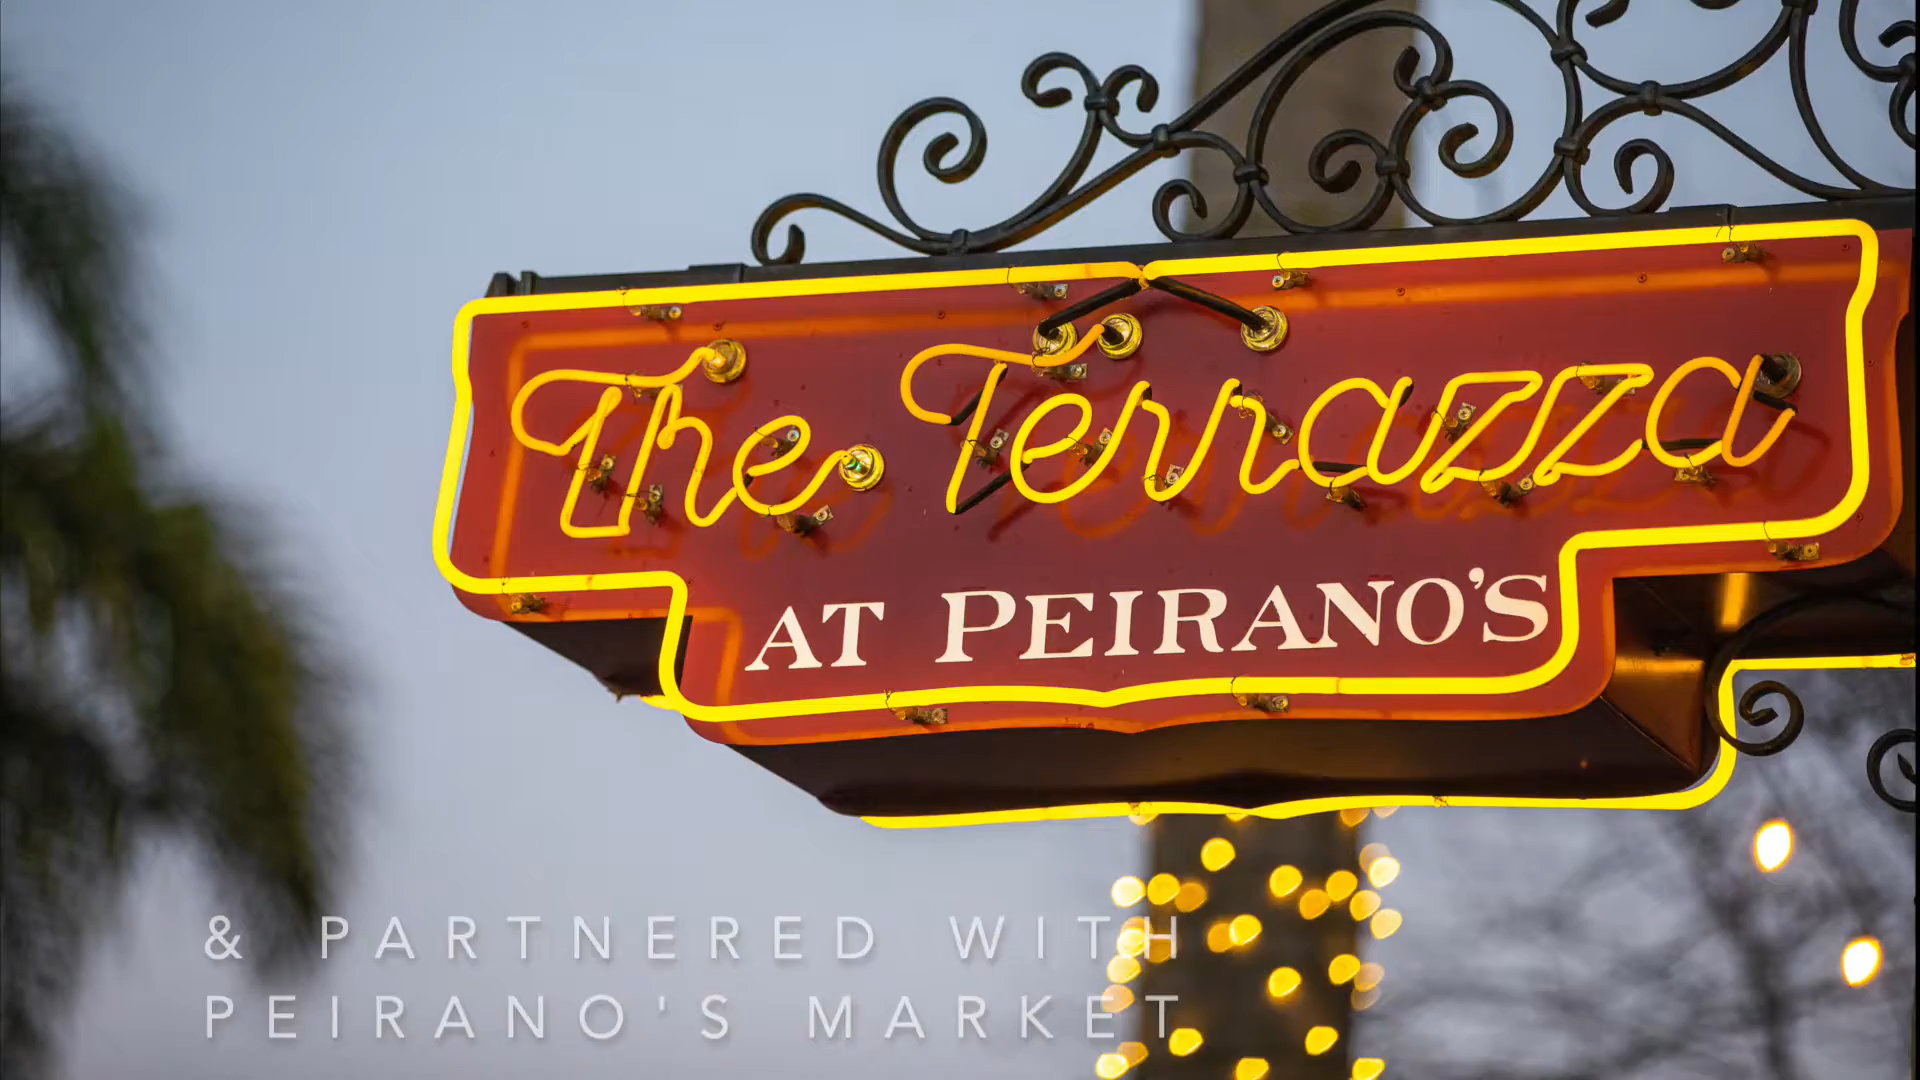 The Terrazza
AT PEIRANO'S
& PARTNERED WITH
PEIRANO'S MARKET